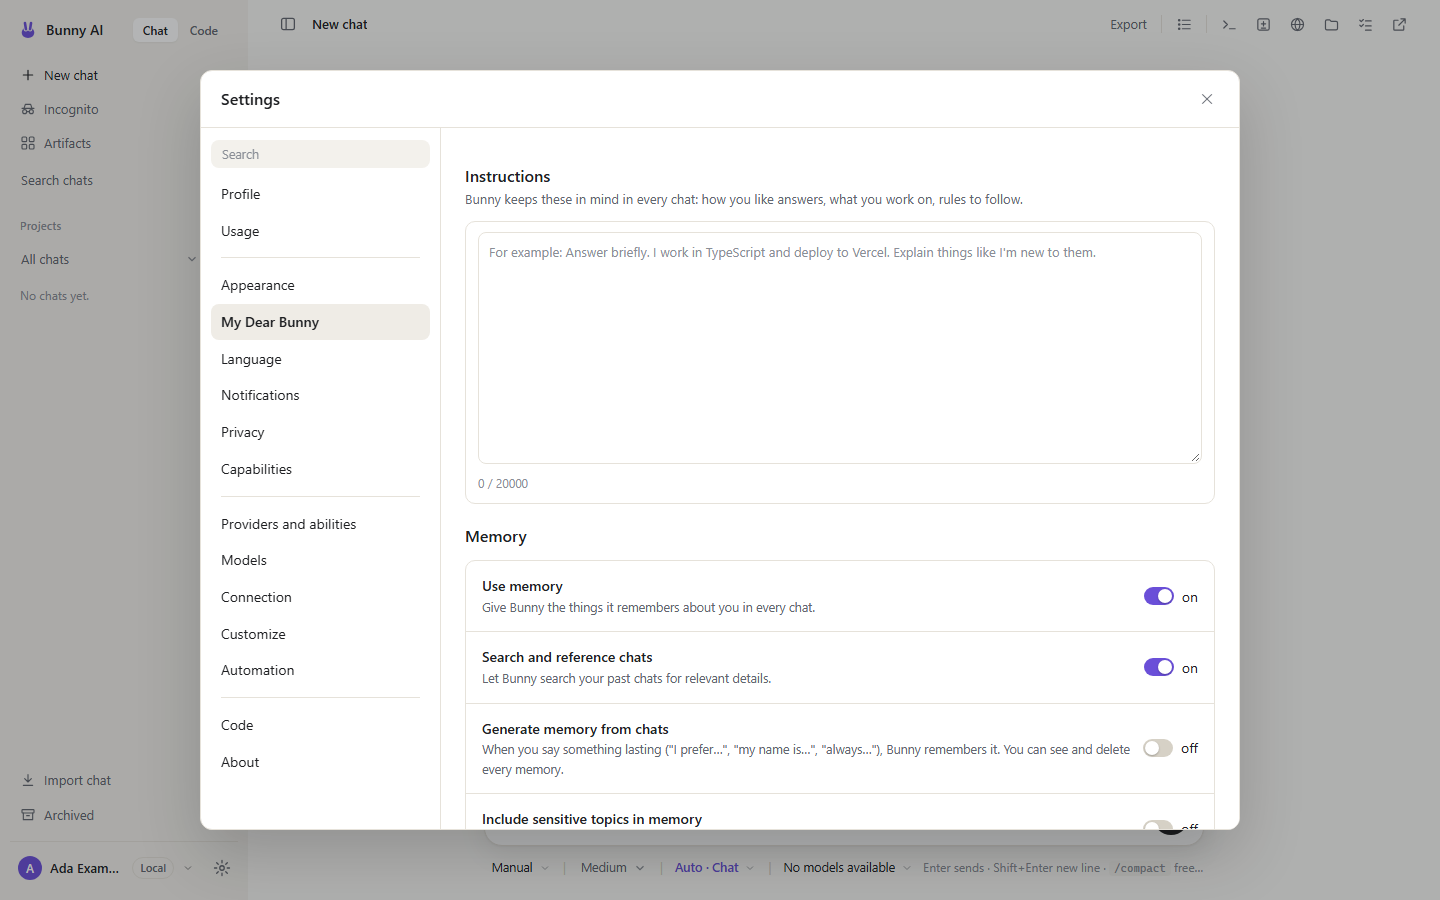 Bunny AI
Chat
Code
New chat
Export
New chat
Incognito
Artifacts
Search chats
Projects
All chats
No chats yet.
Import chat
Archived
A
Ada Exam...
Local
Settings
Search
Profile
Usage
Appearance
My Dear Bunny
Language
Notifications
Privacy
Capabilities
Providers and abilities
Models
Connection
Customize
Automation
Code
About
Instructions
Bunny keeps these in mind in every chat: how you like answers, what you work on, rules to follow.
For example: Answer briefly. I work in TypeScript and deploy to Vercel. Explain things like I'm new to them.
0 / 20000
Memory
Use memory
Give Bunny the things it remembers about you in every chat.
on
Search and reference chats
Let Bunny search your past chats for relevant details.
on
Generate memory from chats
When you say something lasting ("I prefer...", "my name is...", "always..."), Bunny remembers it. You can see and delete
every memory.
off
Include sensitive topics in memory
off
Manual
Medium
Auto · Chat
No models available
Enter sends · Shift+Enter new line · /compact free...